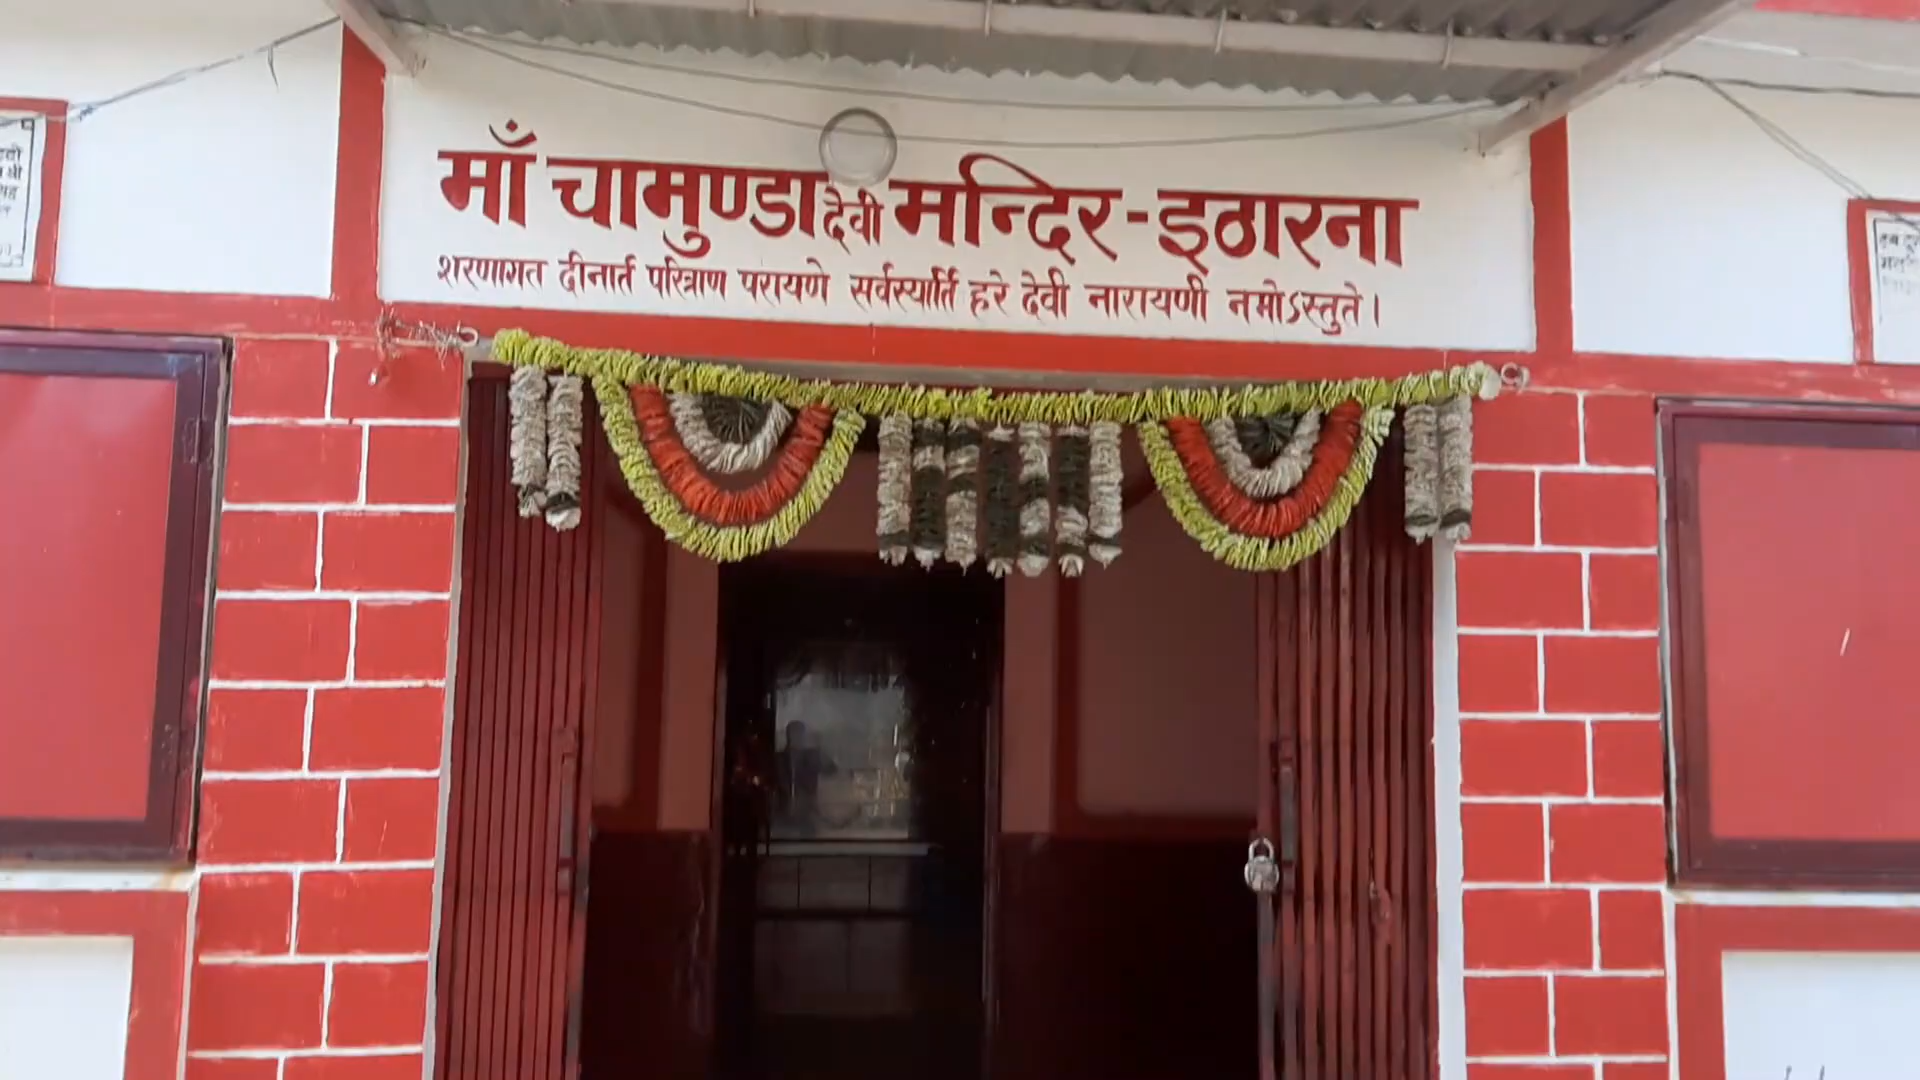 माँ चामुण्डा देवी मन्दिर-इठारना
शरणागत दीनार्त परित्राण परायणे सर्वस्यार्ति हरे देवी नारायणी नमोऽस्तुते।